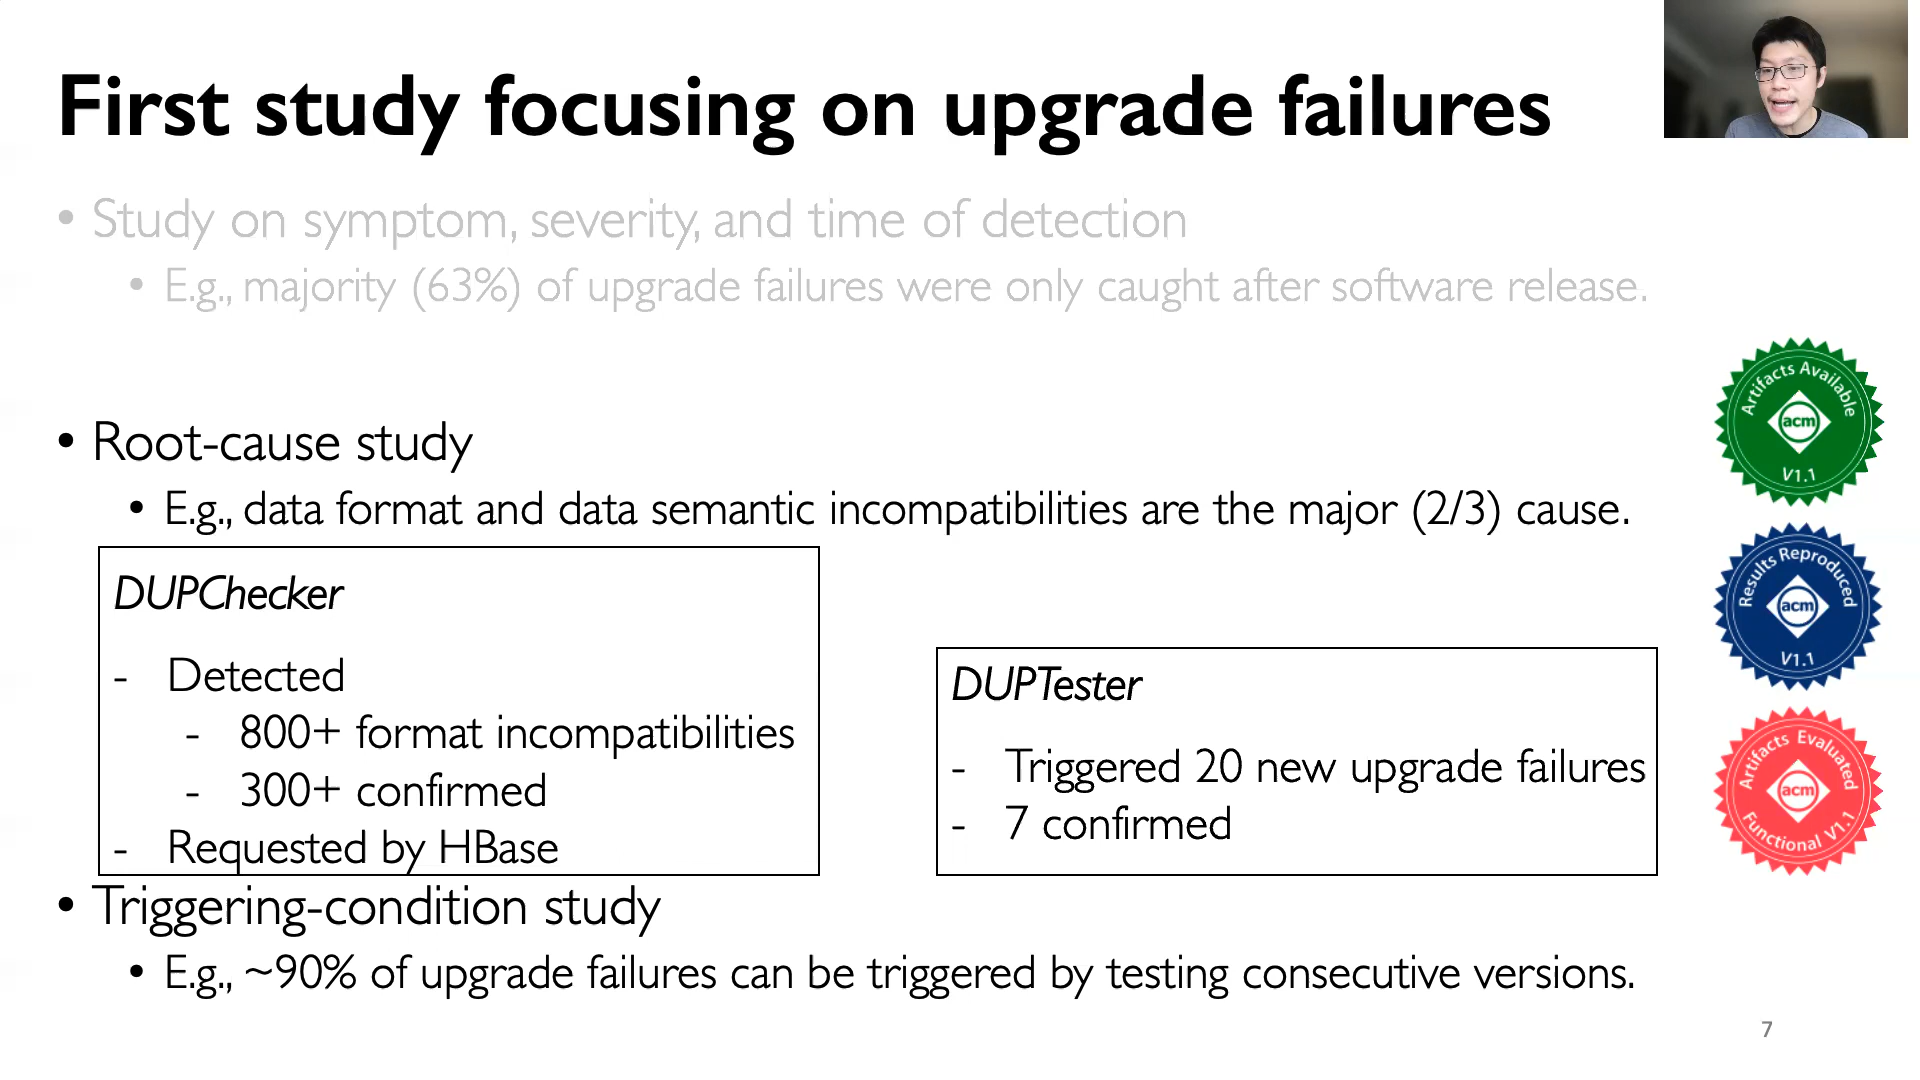 First study focusing on upgrade failures
• Study on symptom, severity, and time of detection
• E.g., majority (63%) of upgrade failures were only caught after software release.
• Root-cause study
• E.g., data format and data semantic incompatibilities are the major (2/3) cause.
DUPChecker
- Detected
- 800+ format incompatibilities
- 300+ confirmed
- Requested by HBase
DUPTester
- Triggered 20 new upgrade failures
- 7 confirmed
• Triggering-condition study
• E.g., ~90% of upgrade failures can be triggered by testing consecutive versions.
Artifacts Available
acm
V1.1
Results Reproduced
acm
V1.1
Artifacts Evaluated
acm
Functional V1.1
7